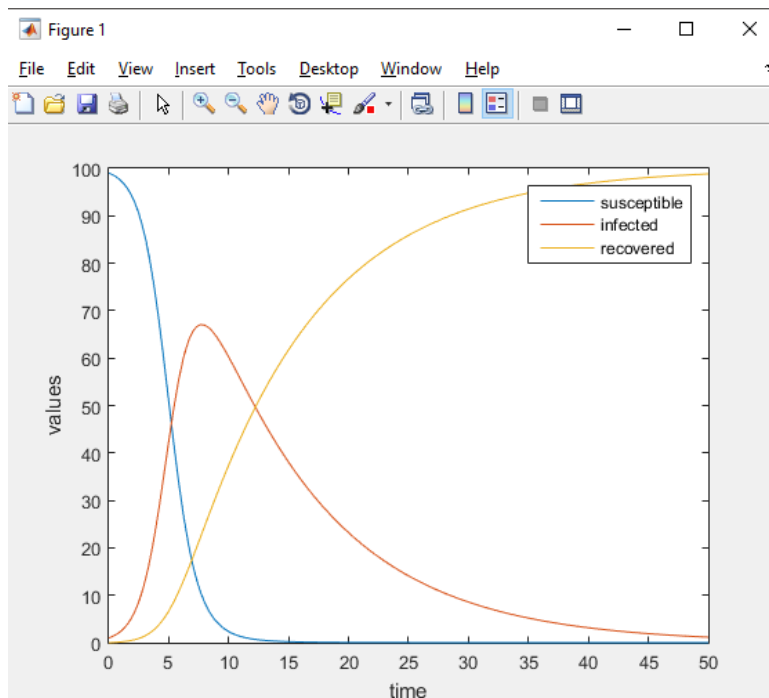 Figure 1
File Edit View Insert Tools Desktop Window Help
100
90
80
70
60
50
40
30
20
10
0
values
susceptible
infected
recovered
0 5 10 15 20 25 30 35 40 45 50
time